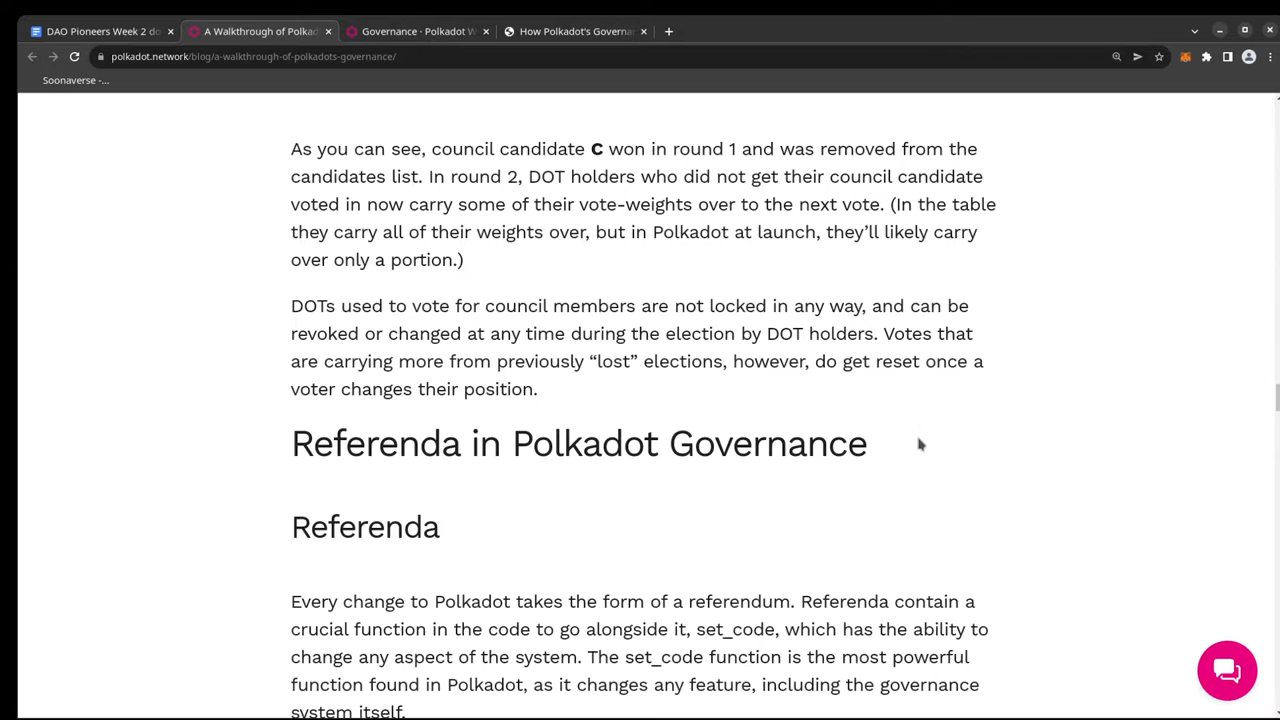 DAO Pioneers Week 2 do
A Walkthrough of Polkad
Governance · Polkadot W
How Polkadot's Governan
polkadot.network/blog/a-walkthrough-of-polkadots-governance/
Soonaverse -...
As you can see, council candidate C won in round 1 and was removed from the
candidates list. In round 2, DOT holders who did not get their council candidate
voted in now carry some of their vote-weights over to the next vote. (In the table
they carry all of their weights over, but in Polkadot at launch, they’ll likely carry
over only a portion.)
DOTs used to vote for council members are not locked in any way, and can be
revoked or changed at any time during the election by DOT holders. Votes that
are carrying more from previously “lost” elections, however, do get reset once a
voter changes their position.
Referenda in Polkadot Governance
Referenda
Every change to Polkadot takes the form of a referendum. Referenda contain a
crucial function in the code to go alongside it, set_code, which has the ability to
change any aspect of the system. The set_code function is the most powerful
function found in Polkadot, as it changes any feature, including the governance
system itself.